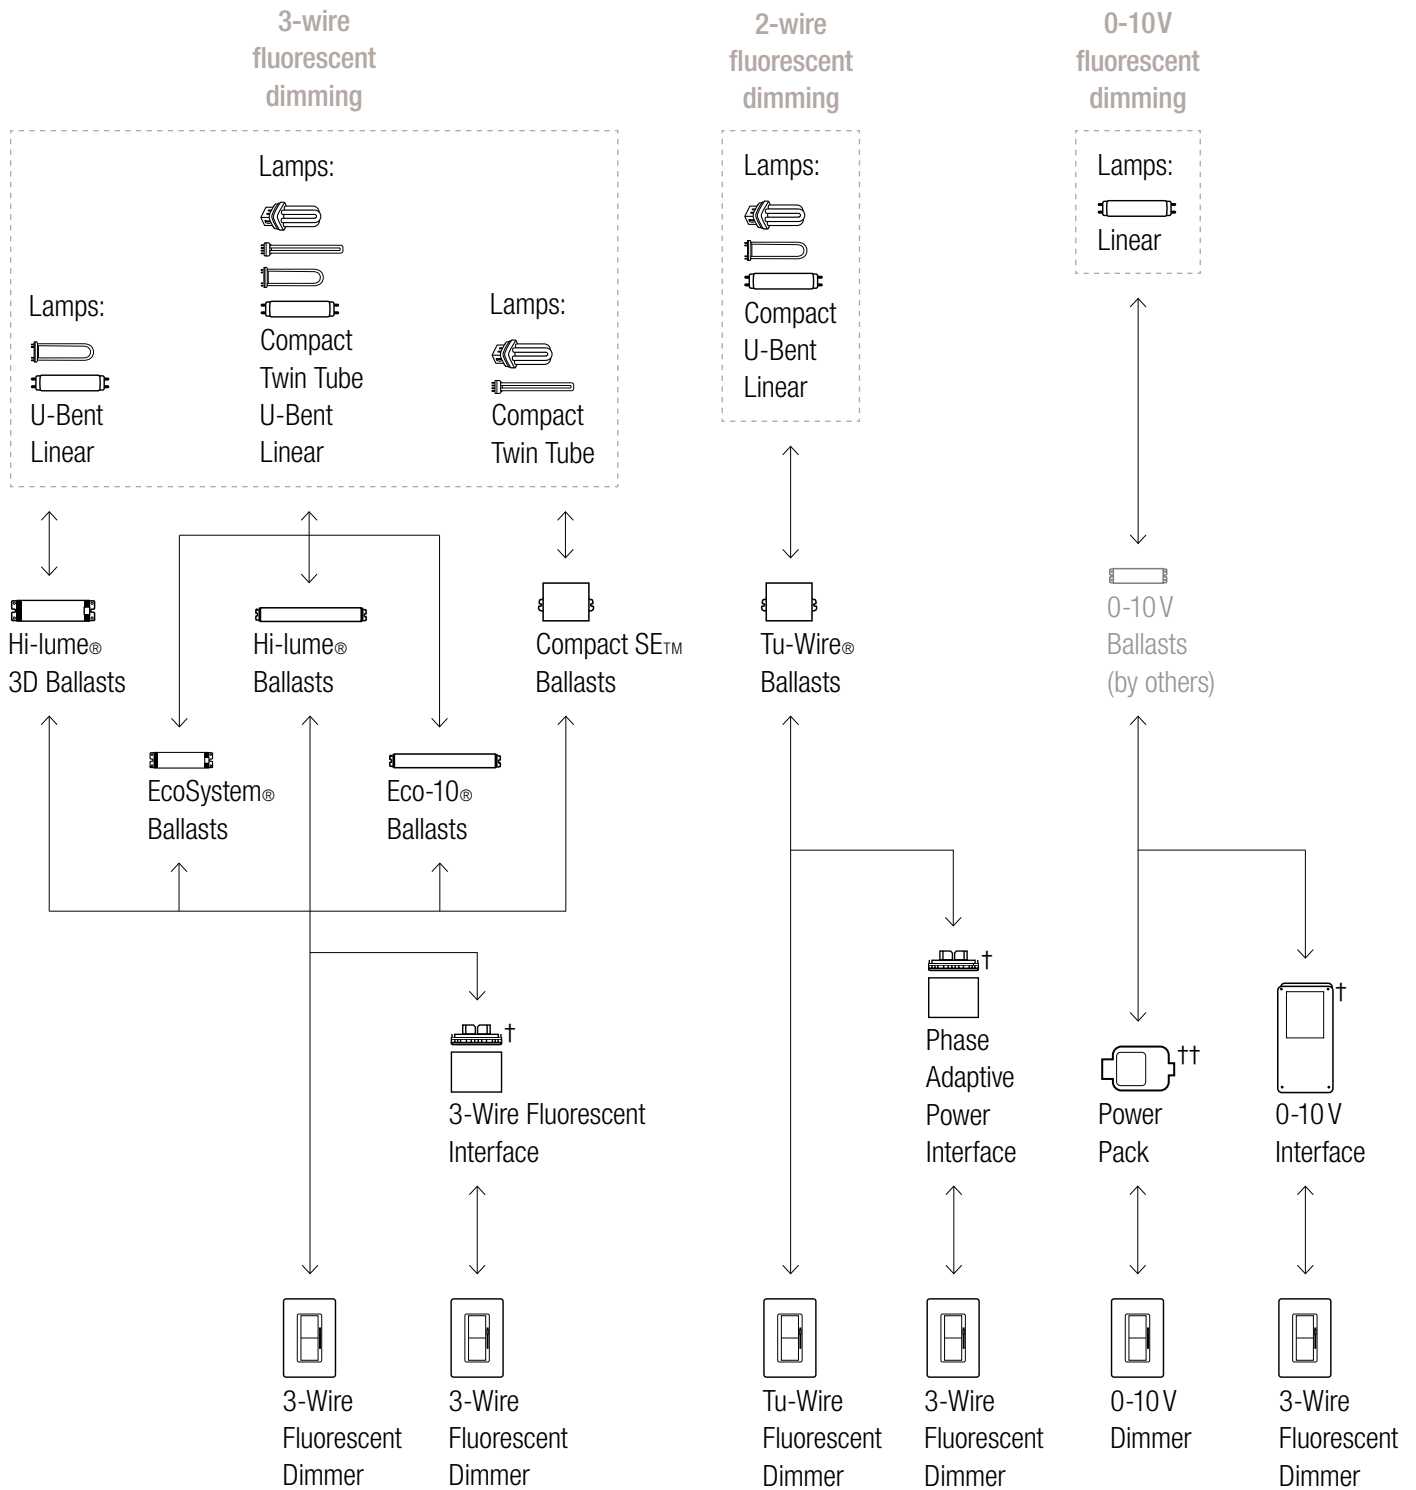 3-wire
fluorescent
dimming
2-wire
fluorescent
dimming
0-10V
fluorescent
dimming
Lamps:
U-Bent
Linear
Lamps:
Compact
Twin Tube
U-Bent
Linear
Lamps:
Compact
Twin Tube
Lamps:
Compact
U-Bent
Linear
Lamps:
Linear
Hi-lume®
3D Ballasts
Hi-lume®
Ballasts
Compact SE™
Ballasts
Tu-Wire®
Ballasts
0-10V
Ballasts
(by others)
EcoSystem®
Ballasts
Eco-10®
Ballasts
†
3-Wire Fluorescent
Interface
†
Phase
Adaptive
Power
Interface
††
Power
Pack
†
0-10V
Interface
3-Wire
Fluorescent
Dimmer
3-Wire
Fluorescent
Dimmer
Tu-Wire
Fluorescent
Dimmer
3-Wire
Fluorescent
Dimmer
0-10V
Dimmer
3-Wire
Fluorescent
Dimmer